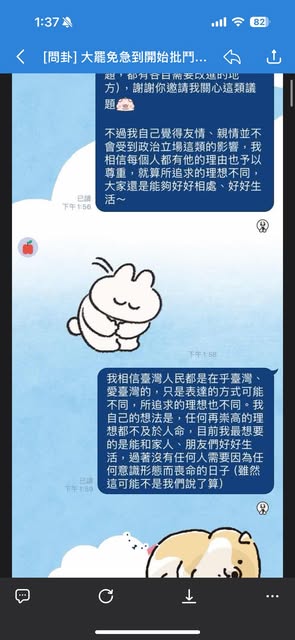 1:37
82
[問卦] 大罷免急到開始批鬥...
題，都有各自需要改進的地
方），謝謝你邀請我關心這類議
題
不過我自己覺得友情、親情並不
會受到政治立場這類的影響，我
相信每個人都有他的理由也予以
尊重，就算所追求的理想不同，
大家還是能夠好好相處、好好生
活～
已讀
下午1:56
下午1:58
我相信臺灣人民都是在乎臺灣、
愛臺灣的，只是表達的方式可能
不同，所追求的理想也不同。我
自己的想法是，任何再崇高的理
想都不及於人命，目前我最想要
的是能和家人、朋友們好好生
活，過著沒有任何人需要因為任
何意識形態而喪命的日子（雖然
這可能不是我們說了算）
已讀
下午1:59